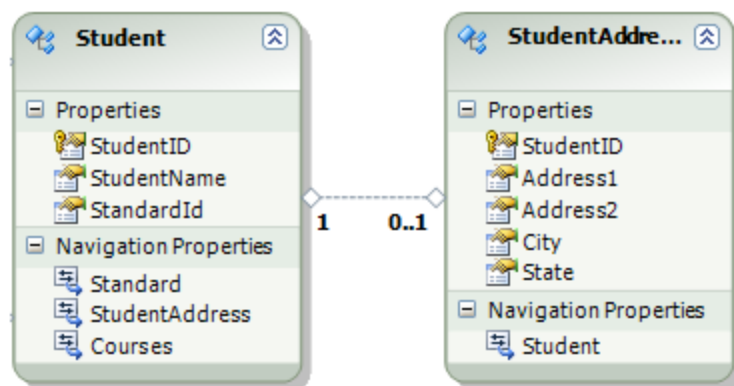 Student
Properties
StudentID
StudentName
StandardId
Navigation Properties
Standard
StudentAddress
Courses
1
0..1
StudentAddre...
Properties
StudentID
Address1
Address2
City
State
Navigation Properties
Student